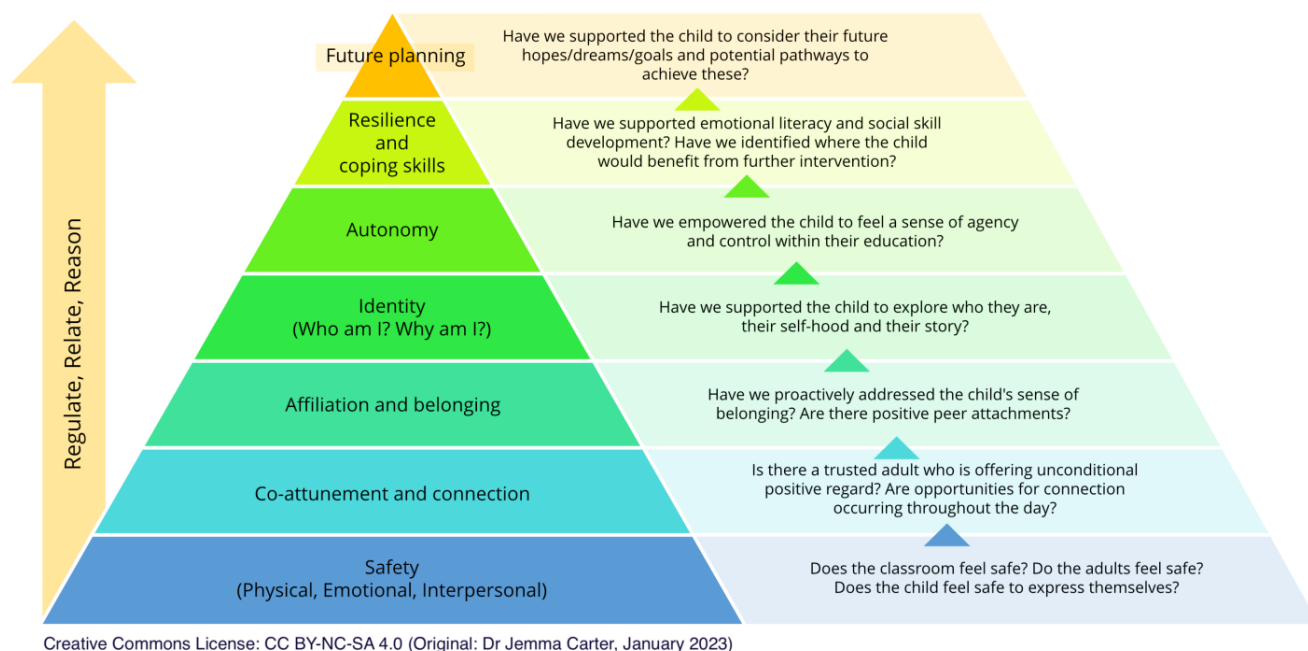 Regulate, Relate, Reason
Future planning
Have we supported the child to consider their future
hopes/dreams/goals and potential pathways to
achieve these?
Resilience
and
coping skills
Have we supported emotional literacy and social skill
development? Have we identified where the child
would benefit from further intervention?
Autonomy
Have we empowered the child to feel a sense of agency
and control within their education?
Identity
(Who am I? Why am I?)
Have we supported the child to explore who they are,
their self-hood and their story?
Affiliation and belonging
Have we proactively addressed the child's sense of
belonging? Are there positive peer attachments?
Co-attunement and connection
Is there a trusted adult who is offering unconditional
positive regard? Are opportunities for connection
occurring throughout the day?
Safety
(Physical, Emotional, Interpersonal)
Does the classroom feel safe? Do the adults feel safe?
Does the child feel safe to express themselves?
Creative Commons License: CC BY-NC-SA 4.0 (Original: Dr Jemma Carter, January 2023)